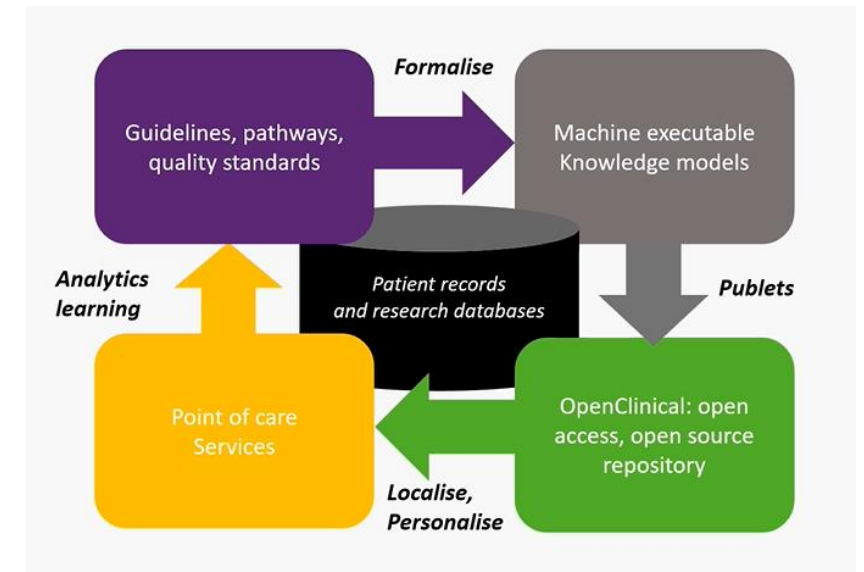 Formalise
Guidelines, pathways,
quality standards
Machine executable
Knowledge models
Analytics
learning
Patient records
and research databases
Publets
Point of care
Services
OpenClinical: open
access, open source
repository
Localise,
Personalise